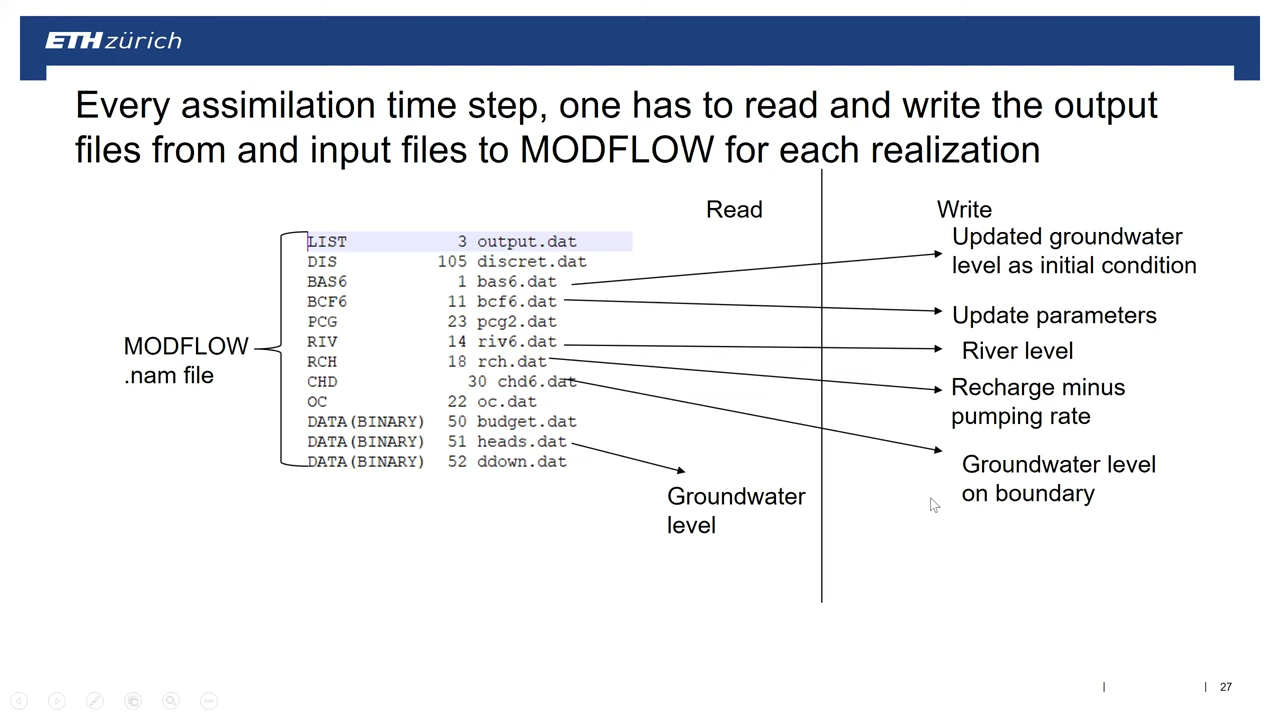 ETH zürich
Every assimilation time step, one has to read and write the output
files from and input files to MODFLOW for each realization
Read
Write
MODFLOW
.nam file
LIST 3 output.dat
DIS 105 discret.dat
BAS6 1 bas6.dat
BCF6 11 bcf6.dat
PCG 23 pcg2.dat
RIV 14 riv6.dat
RCH 18 rch.dat
CHD 30 chd6.dat
OC 22 oc.dat
DATA(BINARY) 50 budget.dat
DATA(BINARY) 51 heads.dat
DATA(BINARY) 52 ddown.dat
Groundwater
level
Updated groundwater
level as initial condition
Update parameters
River level
Recharge minus
pumping rate
Groundwater level
on boundary
| | 27